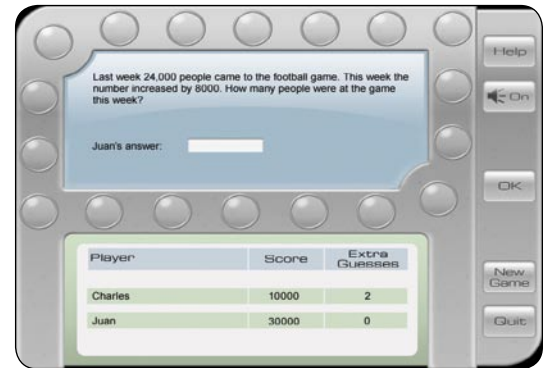 Last week 24,000 people came to the football game. This week the
number increased by 8000. How many people were at the game
this week?
Juan's answer:
Help
On
OK
New
Game
Quit
Player Score Extra
Guesses
Charles 10000 2
Juan 30000 0